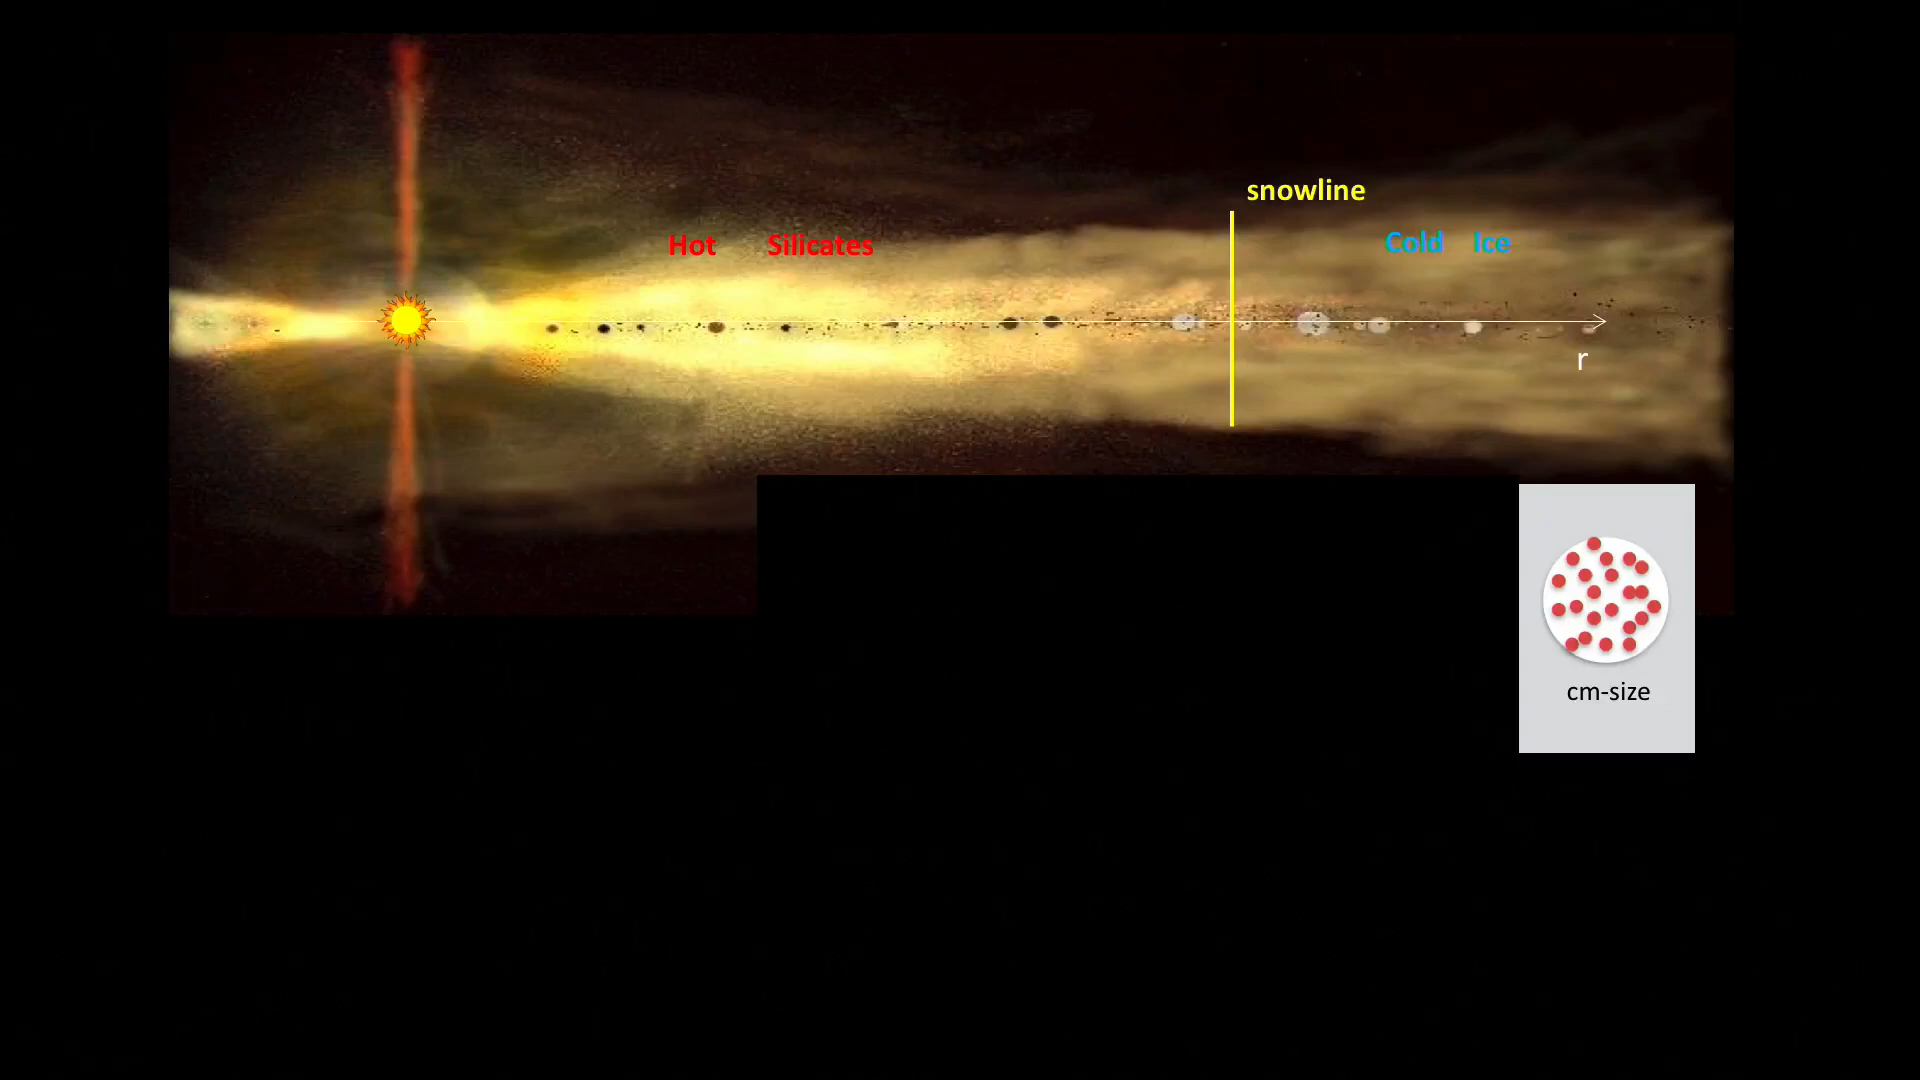 snowline
Hot Silicates
Cold Ice
r
cm-size